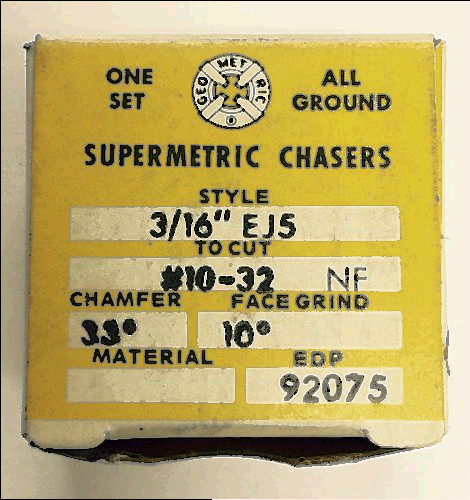 ONE SET
GEO MET RIC
ALL GROUND
SUPERMETRIC CHASERS
STYLE
3/16" EJ5
TO CUT
#10-32 NF
CHAMFER FACE GRIND
33° 10°
MATERIAL EDP
92075